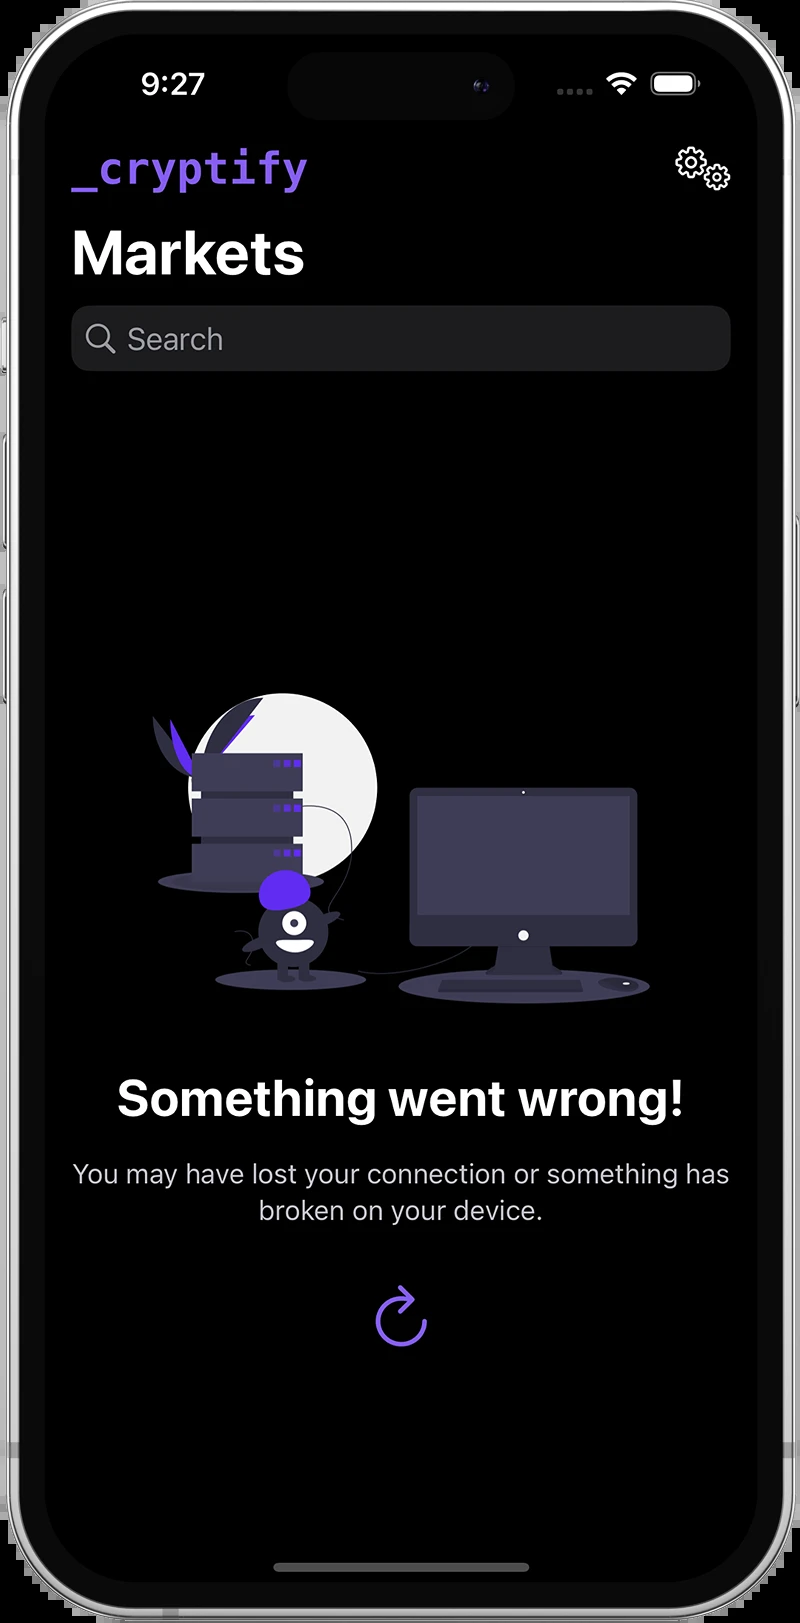 9:27
_cryptify
Markets
Search
Something went wrong!
You may have lost your connection or something has
broken on your device.